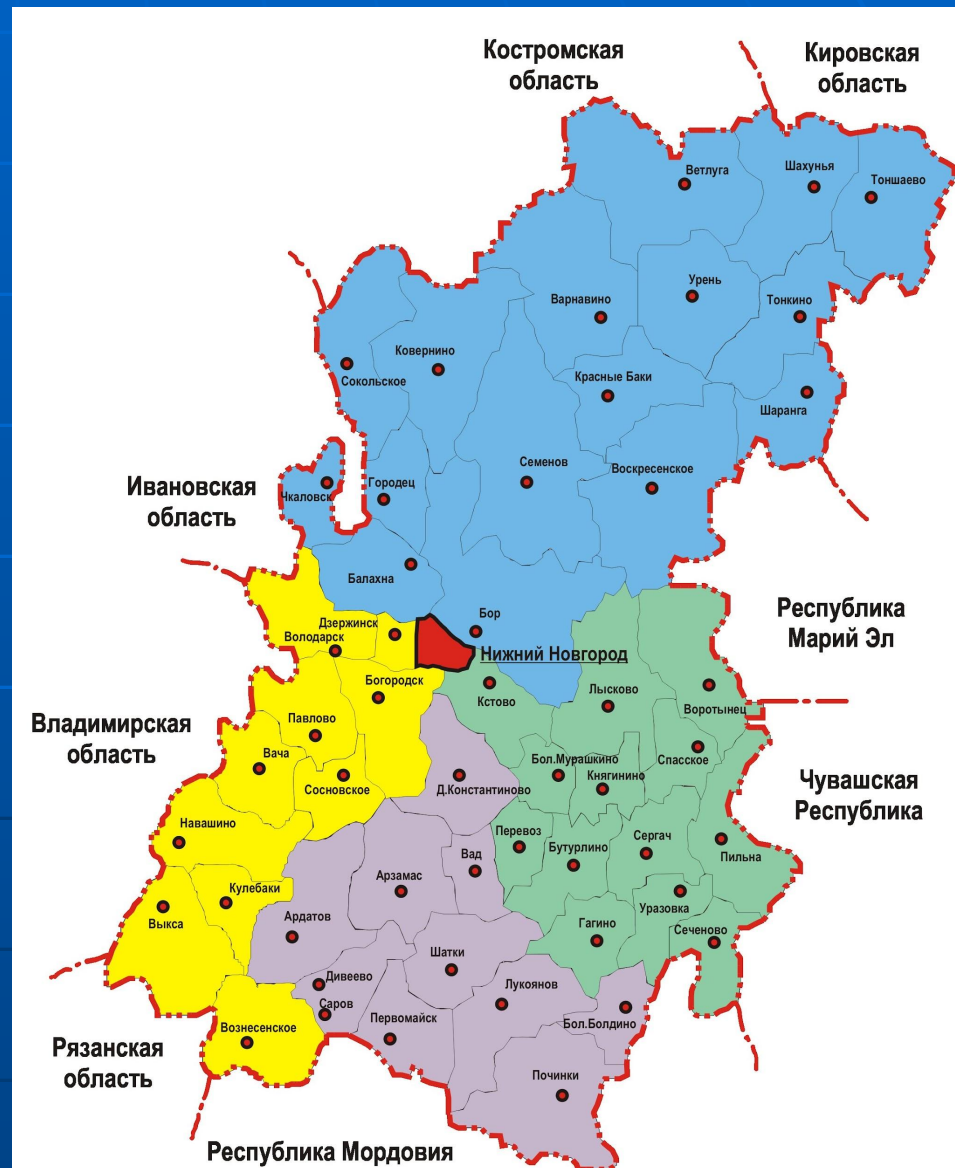 Костромская
область
Кировская
область
Ветлуга
Шахунья
Тоншаево
Урень
Варнавино
Тонкино
Ковернино
Сокольское
Красные Баки
Шаранга
Семенов
Воскресенское
Ивановская
область
Чкаловск
Городец
Балахна
Бор
Республика
Марий Эл
Дзержинск
Володарск
Нижний Новгород
Богородск
Кстово
Лысково
Воротынец
Владимирская
область
Павлово
Вача
Сосновское
Д.Константиново
Бол.Мурашкино
Княгинино
Спасское
Чувашская
Республика
Навашино
Перевоз
Бутурлино
Сергач
Пильна
Вад
Арзамас
Кулебаки
Выкса
Ардатов
Уразовка
Гагино
Сеченово
Шатки
Дивеево
Саров
Лукоянов
Бол.Болдино
Первомайск
Вознесенское
Рязанская
область
Починки
Республика Мордовия